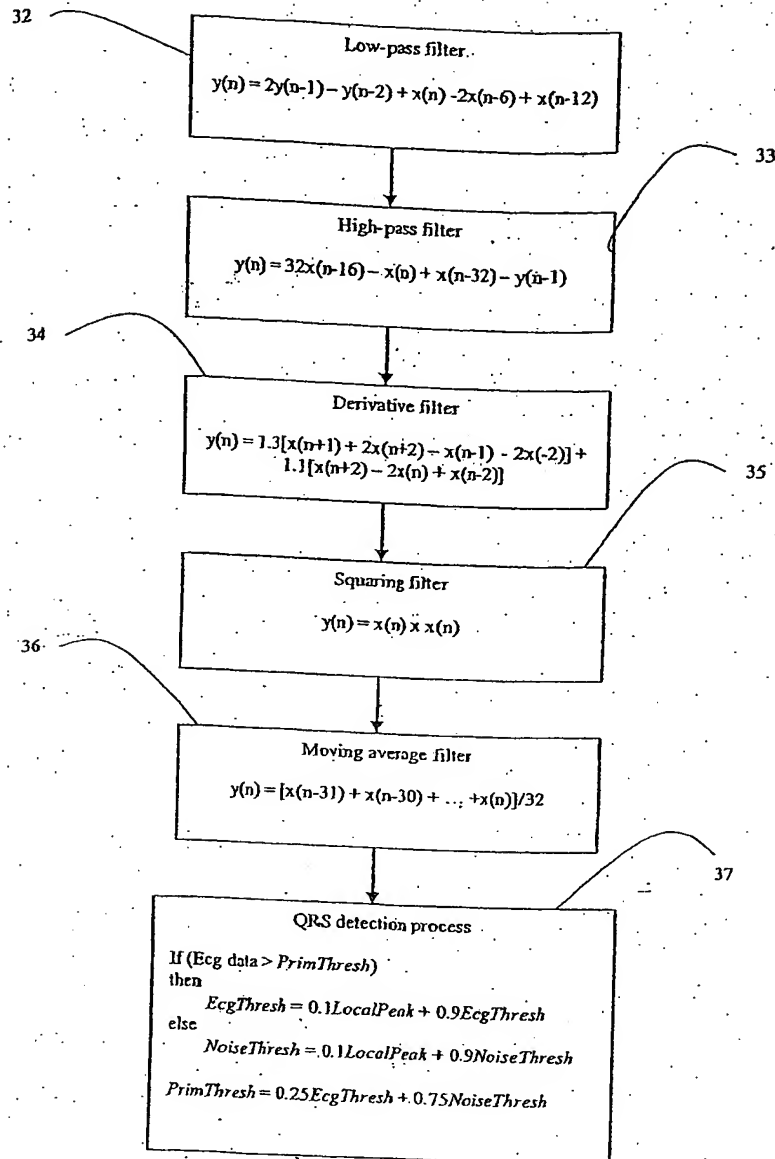 32
Low-pass filter
y(n) = 2y(n-1) – y(n-2) + x(n) -2x(n-6) + x(n-12)
33
High-pass filter
y(n) = 32x(n-16) – x(n) + x(n-32) – y(n-1)
34
Derivative filter
y(n) = 1.3[x(n+1) + 2x(n+2) – x(n-1) - 2x(-2)] +
1.1[x(n+2) – 2x(n) + x(n-2)]
35
Squaring filter
y(n) = x(n) x x(n)
36
Moving average filter
y(n) = [x(n-31) + x(n-30) + ... +x(n)]/32
37
QRS detection process
If (Ecg data > PrimThresh)
then
EcgThresh = 0.1LocalPeak + 0.9EcgThresh
else
NoiseThresh = 0.1LocalPeak + 0.9NoiseThresh
PrimThresh = 0.25EcgThresh + 0.75NoiseThresh